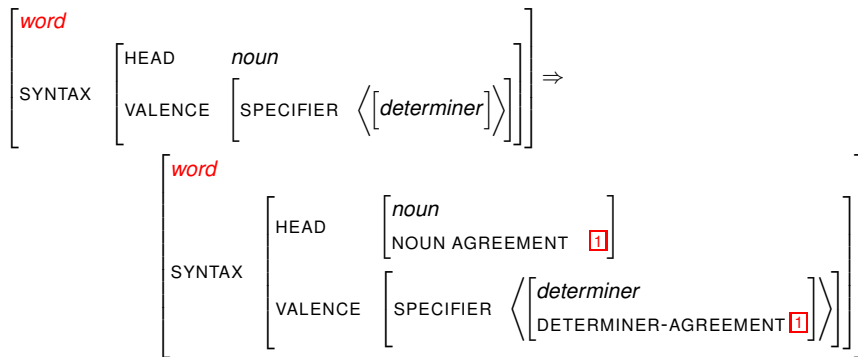 word
HEAD noun
SYNTAX
VALENCE [SPECIFIER ⟨[determiner]⟩] ⇒
word
HEAD [noun
NOUN AGREEMENT 1]
SYNTAX
VALENCE [SPECIFIER ⟨[determiner
DETERMINER-AGREEMENT 1]⟩]